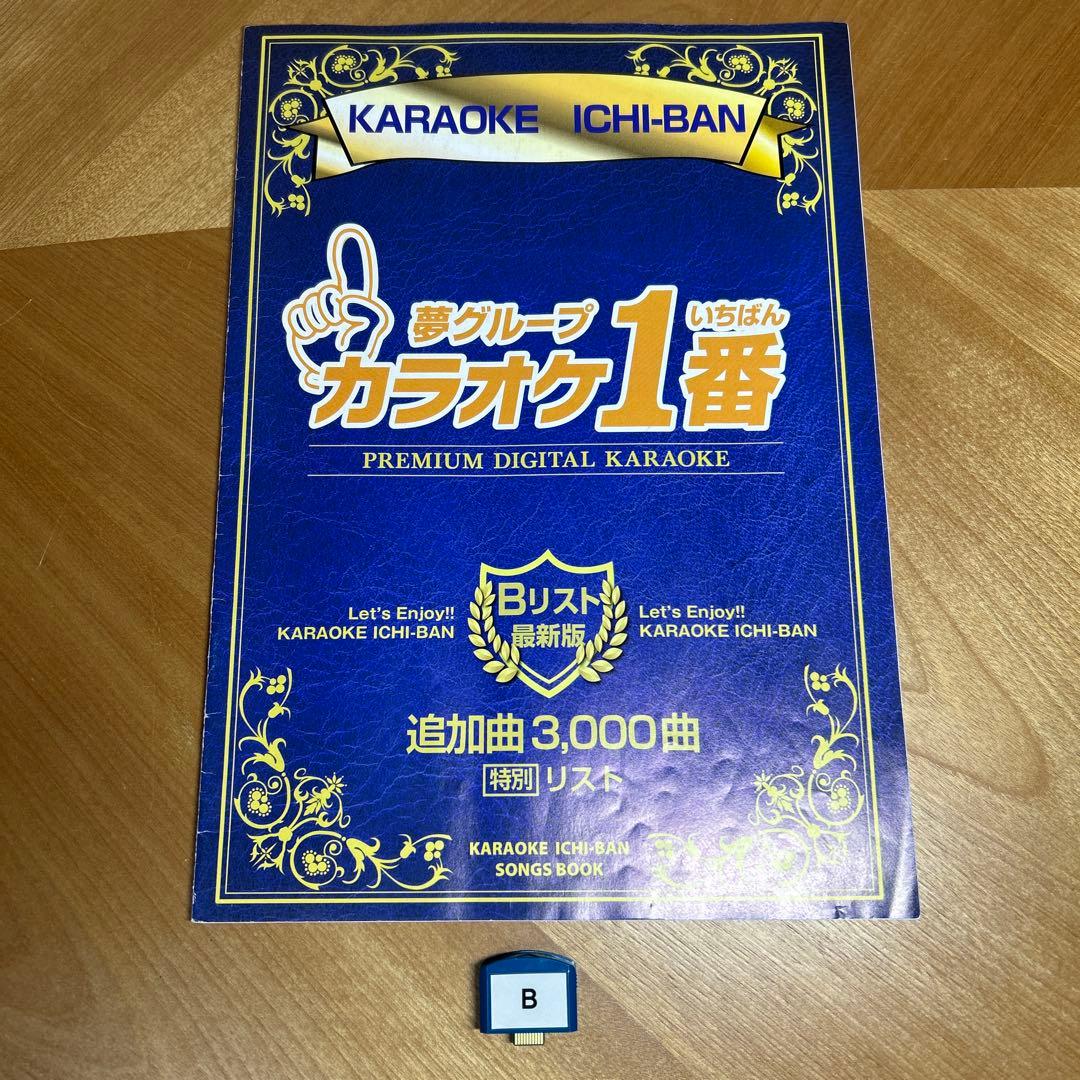 KARAOKE ICHI-BAN
夢グループ
いちばん
カラオケ1番
PREMIUM DIGITAL KARAOKE
Bリスト
最新版
Let's Enjoy!!
KARAOKE ICHI-BAN
Let's Enjoy!!
KARAOKE ICHI-BAN
追加曲3,000曲
特別 リスト
KARAOKE ICHI-BAN
SONGS BOOK
B